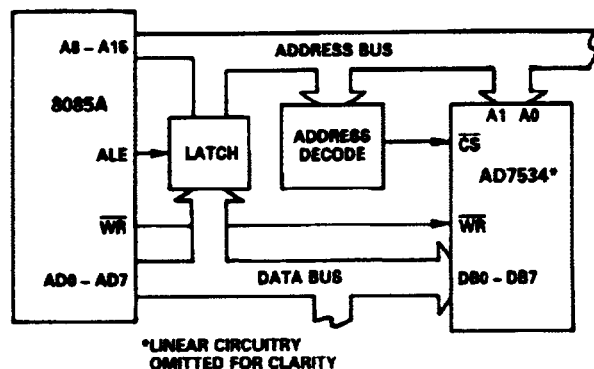 A8 – A15
ADDRESS BUS
8085A
A1 A0
ALE
LATCH
ADDRESS
DECODE
CS
AD7534*
WR
WR
AD0 – AD7
DATA BUS
DB0 – DB7
*LINEAR CIRCUITRY
OMITTED FOR CLARITY